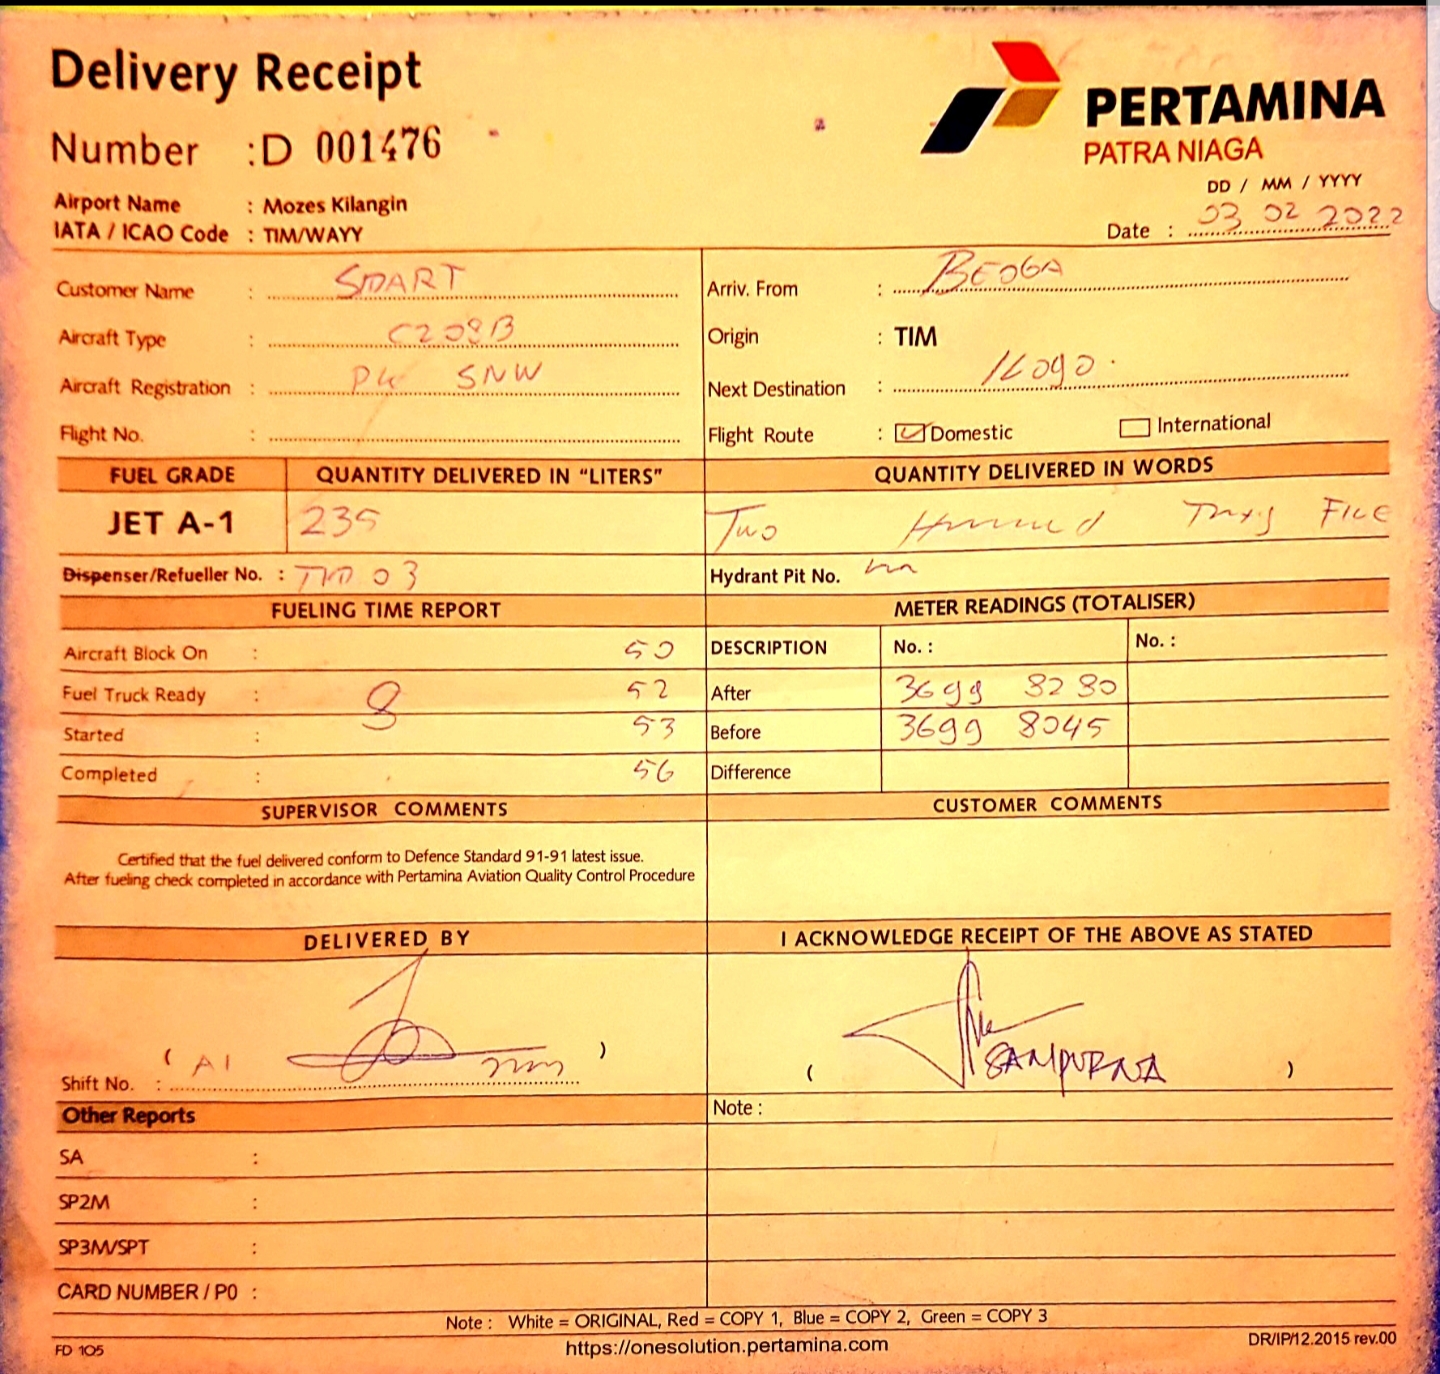 Delivery Receipt
PERTAMINA
PATRA NIAGA
Number : D 001476
DD / MM / YYYY
Airport Name : Mozes Kilangin
IATA / ICAO Code : TIM/WAYY
Date : 03 02 2022
Customer Name : SMART
Arriv. From : BEOGA
Aircraft Type : C208B
Origin : TIM
Aircraft Registration : PK SNW
Next Destination :
Flight No. :
Flight Route : Domestic International
FUEL GRADE QUANTITY DELIVERED IN "LITERS" QUANTITY DELIVERED IN WORDS
JET A-1 235 Two
Dispenser/Refueller No. : 03
Hydrant Pit No.
FUELING TIME REPORT METER READINGS (TOTALISER)
Aircraft Block On : 50
DESCRIPTION No. : No. :
Fuel Truck Ready : 8 52
After 3699 8280
Started : 53
Before 3699 8045
Completed : 56
Difference
SUPERVISOR COMMENTS CUSTOMER COMMENTS
Certified that the fuel delivered conform to Defence Standard 91-91 latest issue.
After fueling check completed in accordance with Pertamina Aviation Quality Control Procedure
DELIVERED BY I ACKNOWLEDGE RECEIPT OF THE ABOVE AS STATED
( )
( SAMPURNA )
Shift No. :
Other Reports
Note :
SA :
SP2M :
SP3M/SPT :
CARD NUMBER / P0 :
Note : White = ORIGINAL, Red = COPY 1, Blue = COPY 2, Green = COPY 3
FD 105 https://onesolution.pertamina.com DR/IP/12.2015 rev.00